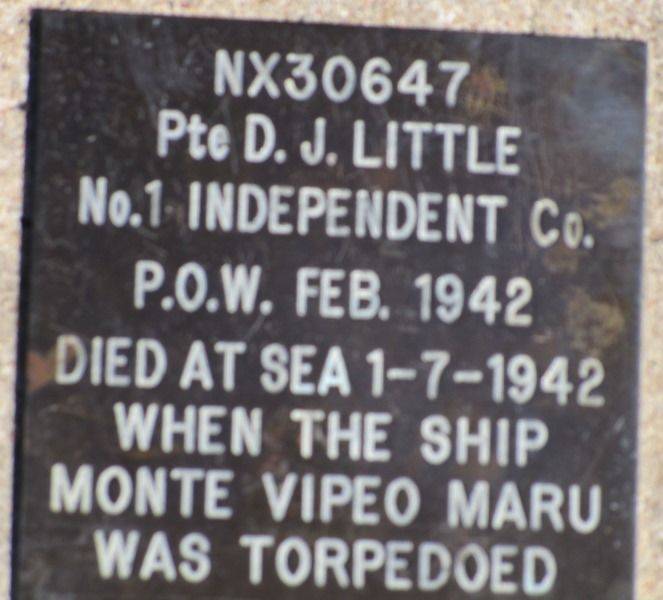 NX30647
Pte D. J. LITTLE
No.1 INDEPENDENT Co.
P.O.W. FEB. 1942
DIED AT SEA 1-7-1942
WHEN THE SHIP
MONTE VIPEO MARU
WAS TORPEDOED